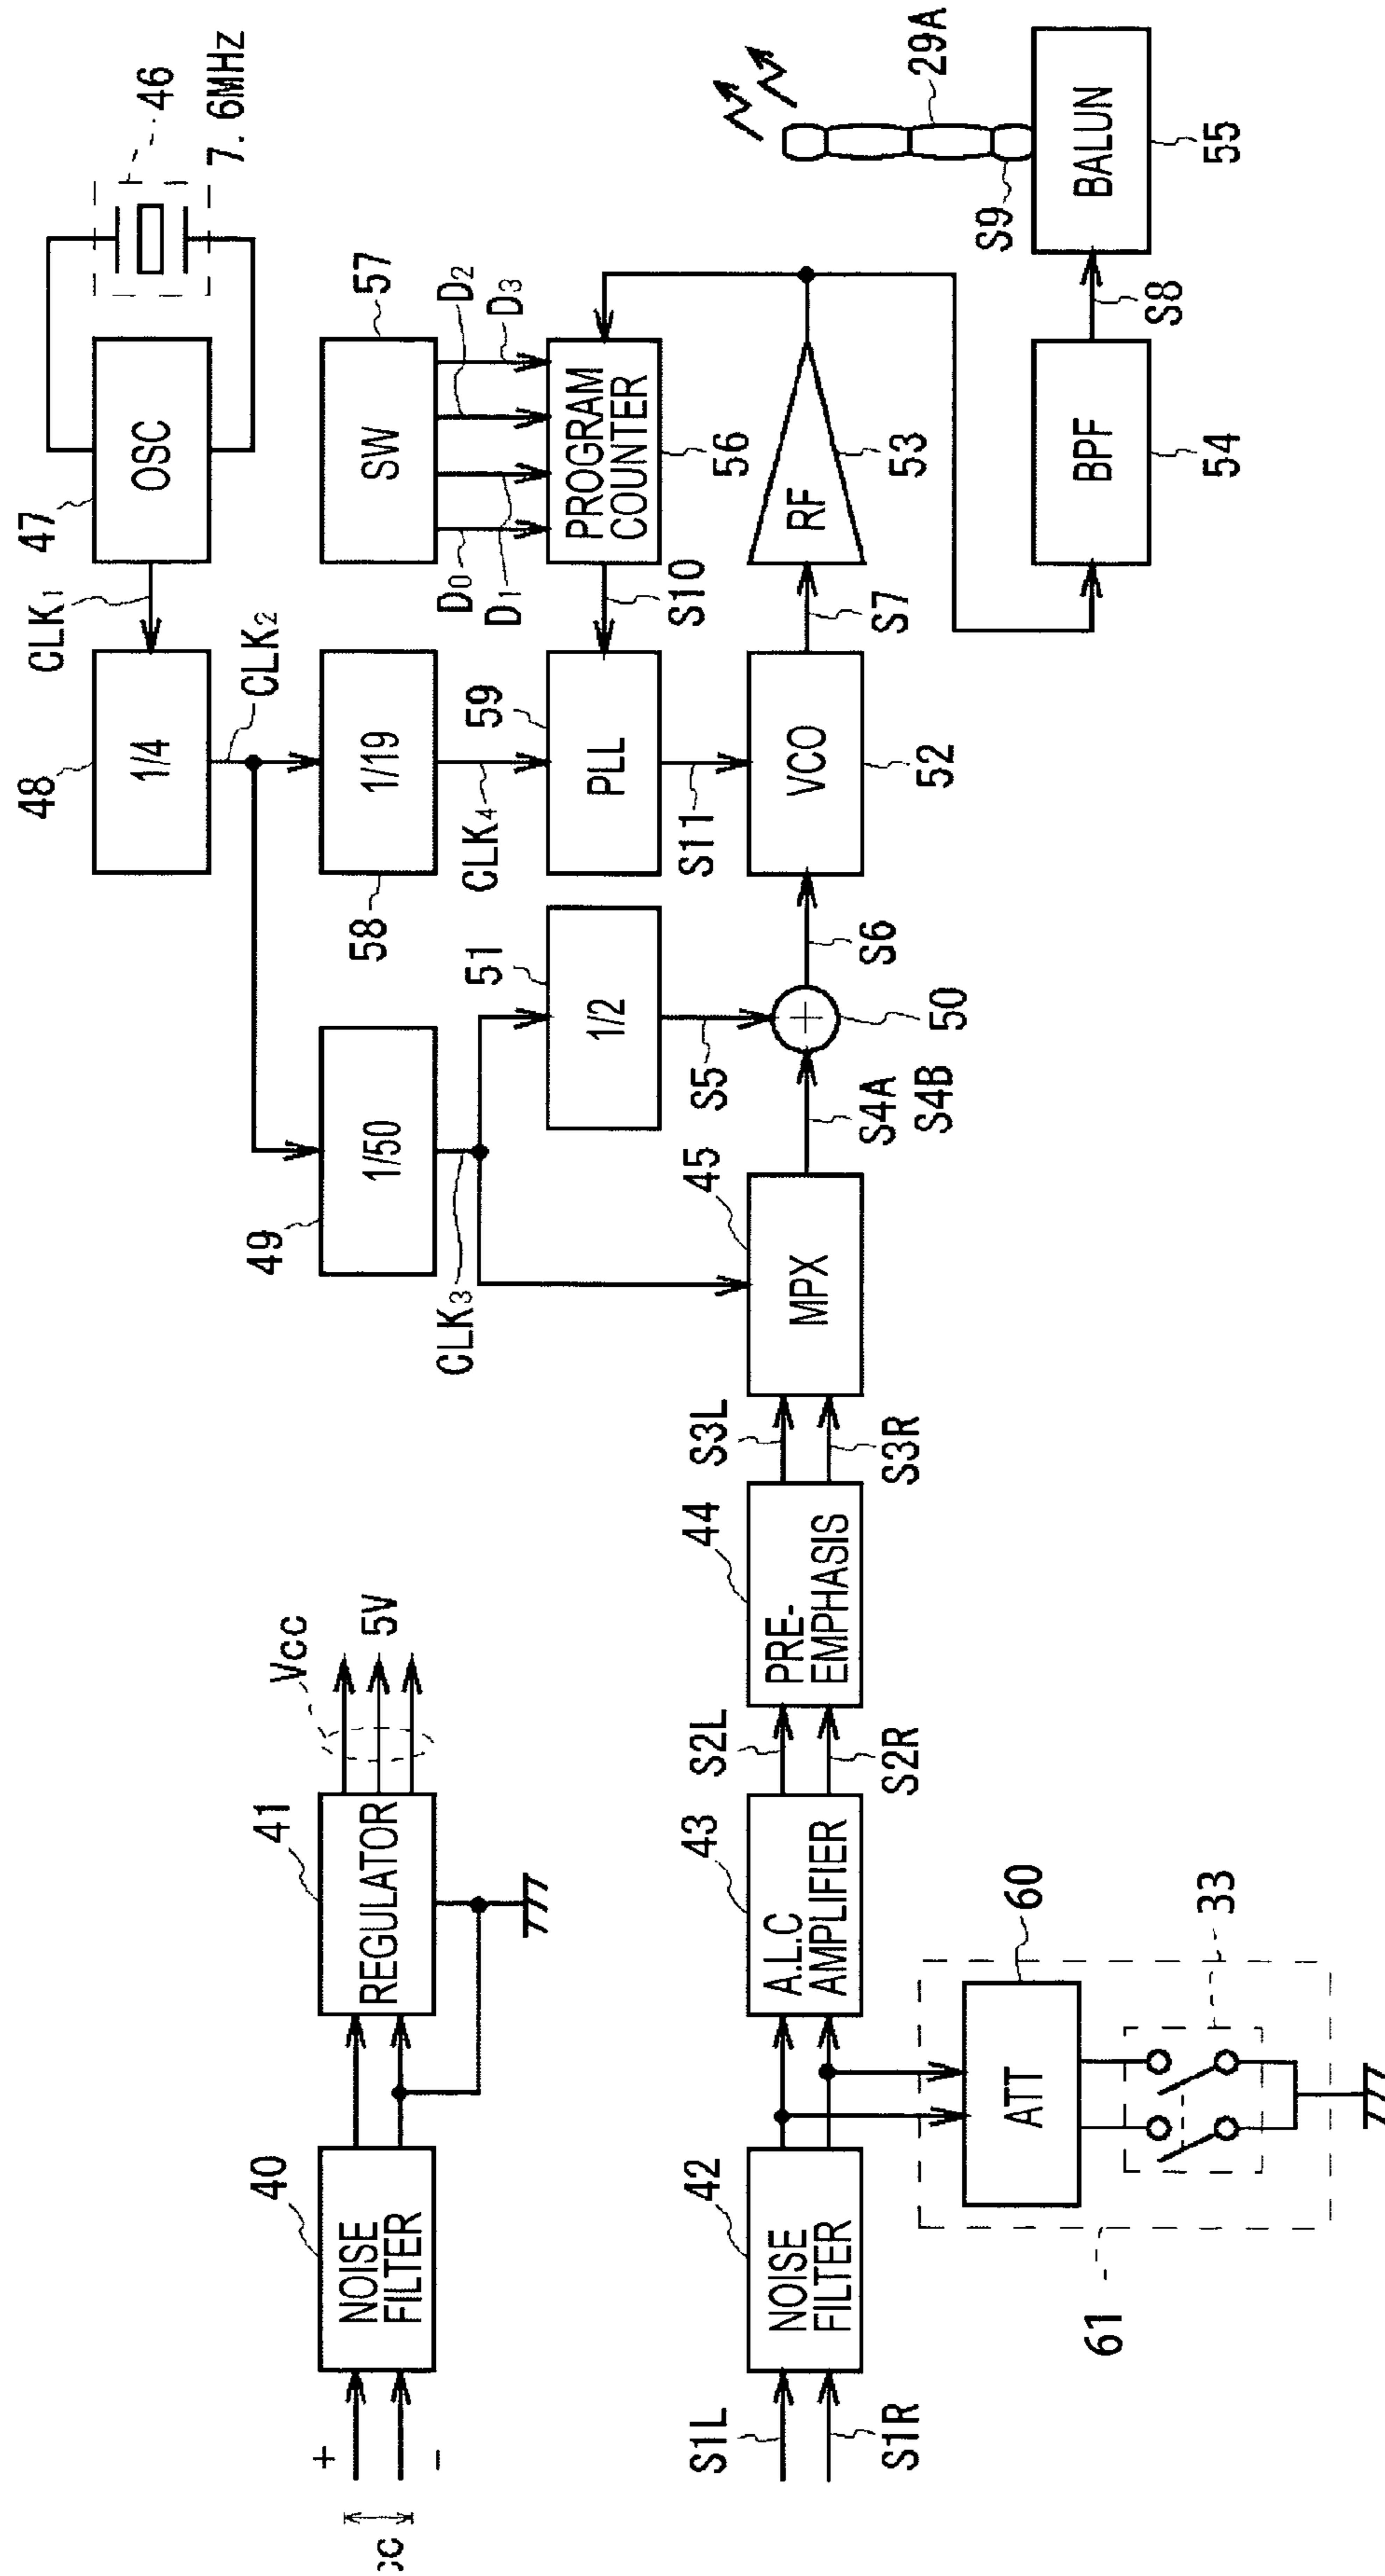 46
7.6MHz
47
OSC
CLK1
48
1/4
CLK2
57
SW
D0
D1
D2
D3
58
1/19
CLK4
49
1/50
CLK3
41
REGULATOR
Vcc
5V
40
NOISE
FILTER
+
-
PROGRAM
COUNTER
56
S10
59
PLL
S11
51
1/2
S5
S1L
S1R
42
NOISE
FILTER
43
A.L.C
AMPLIFIER
S2L
S2R
44
PRE-
EMPHASIS
S3L
S3R
45
MPX
S4A
S4B
+
50
S6
VCO
52
S7
RF
53
29A
S9
BPF
54
S8
BALUN
55
60
ATT
33
61